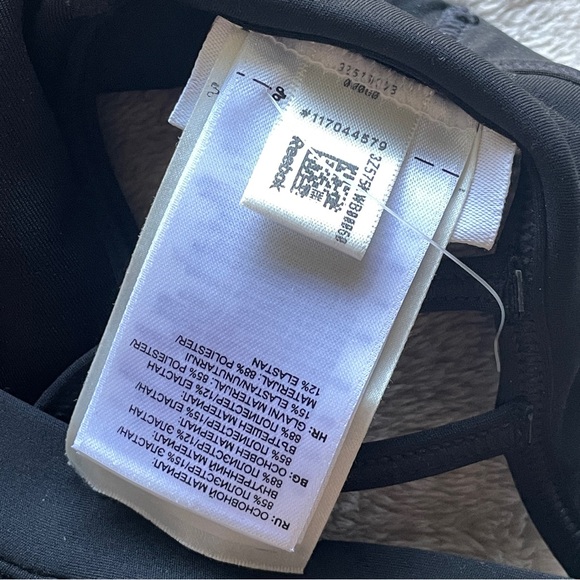 #117044579
Reebok
RU: ОСНОВНОЙ МАТЕРИАЛ:
85% ПОЛИЭСТЕР/15% ЭЛАСТАН/
ВНУТРЕННИЙ МАТЕРИАЛ:
88% ПОЛИЭСТЕР/12% ЭЛАСТАН
BG: ОСНОВЕН МАТЕРИАЛ:
85% ПОЛИЕСТЕР/15% ЕЛАСТАН/
ВЪТРЕШЕН МАТЕРИАЛ:
88% ПОЛИЕСТЕР/12% ЕЛАСТАН
HR: GLAVNI MATERIJAL: 85% POLIESTER/
15% ELASTAN/UNUTARNJI
MATERIJAL: 88% POLIESTER/
12% ELASTAN